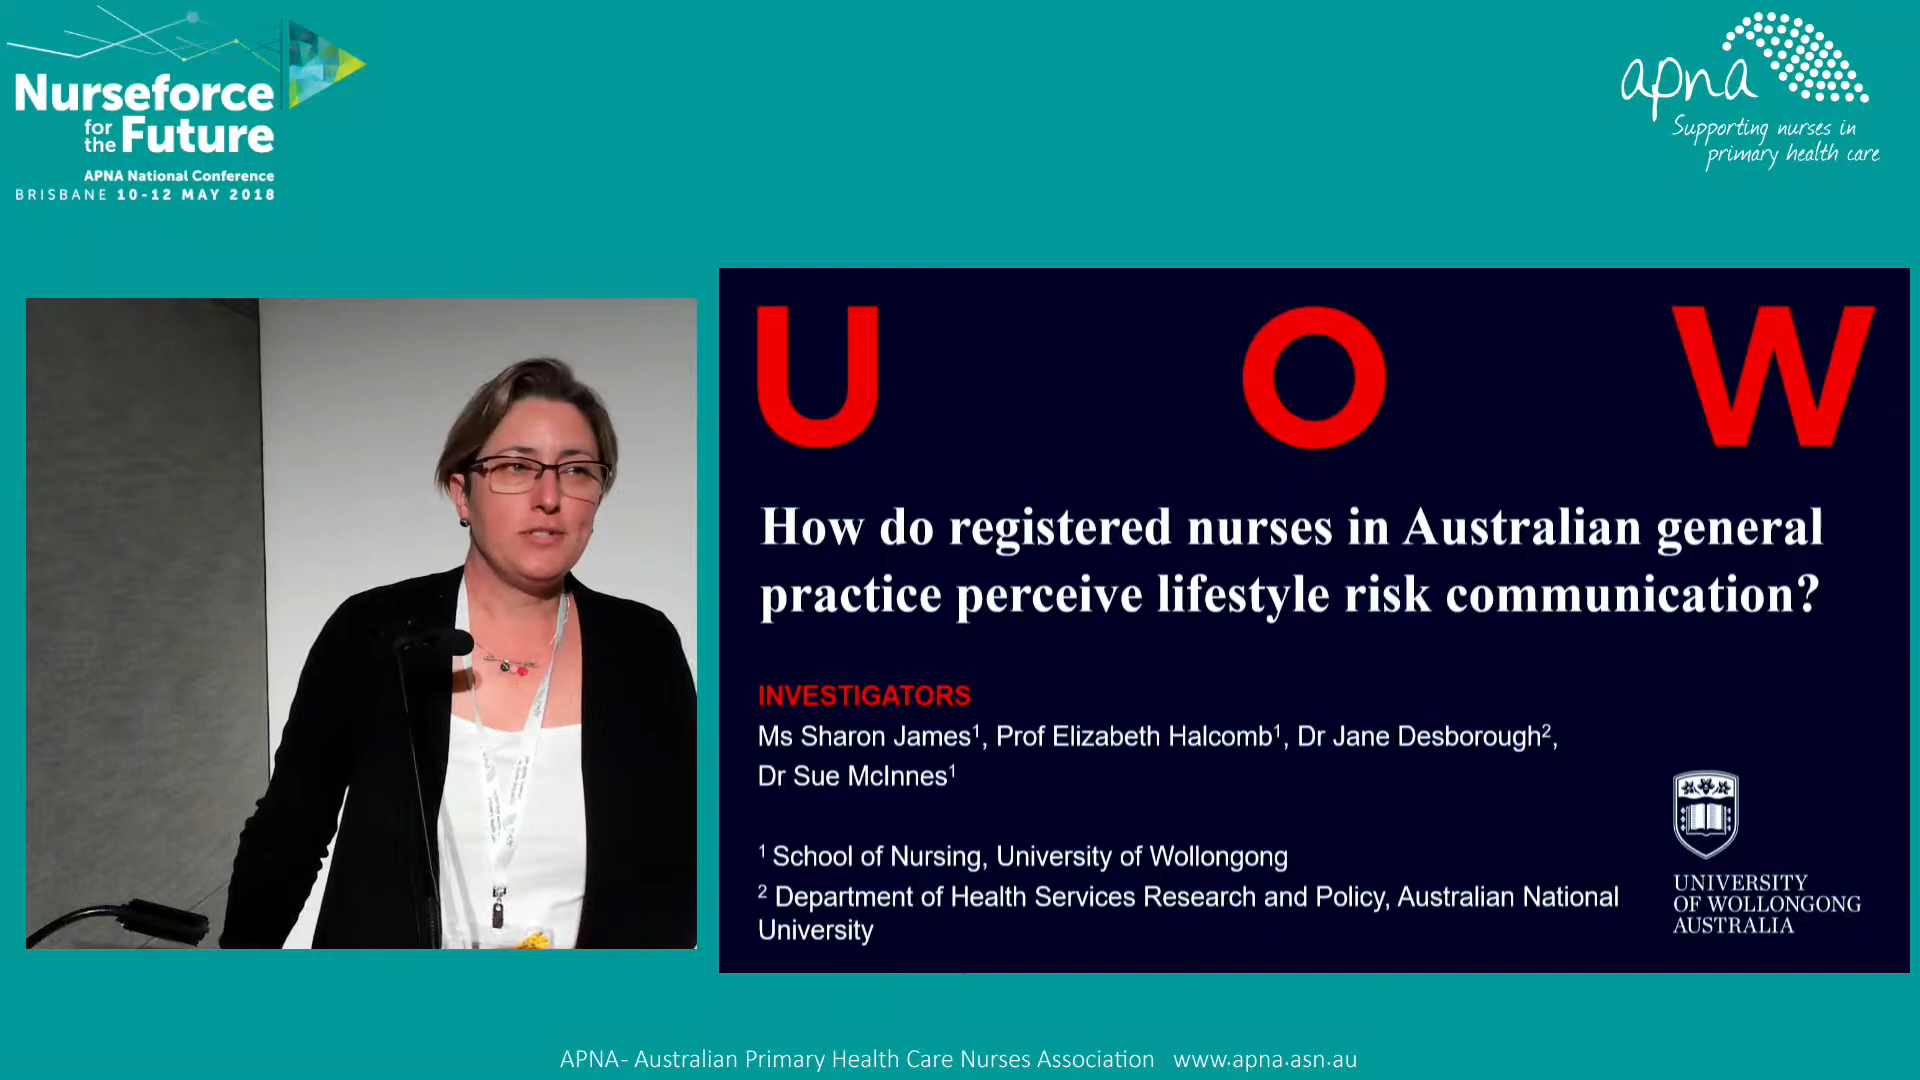 Nurseforce
for the Future
APNA National Conference
BRISBANE 10-12 MAY 2018
apna
Supporting nurses in
primary health care
U O W
How do registered nurses in Australian general
practice perceive lifestyle risk communication?
INVESTIGATORS
Ms Sharon James¹, Prof Elizabeth Halcomb¹, Dr Jane Desborough²,
Dr Sue McInnes¹
¹ School of Nursing, University of Wollongong
² Department of Health Services Research and Policy, Australian National
University
UNIVERSITY
OF WOLLONGONG
AUSTRALIA
APNA- Australian Primary Health Care Nurses Association www.apna.asn.au